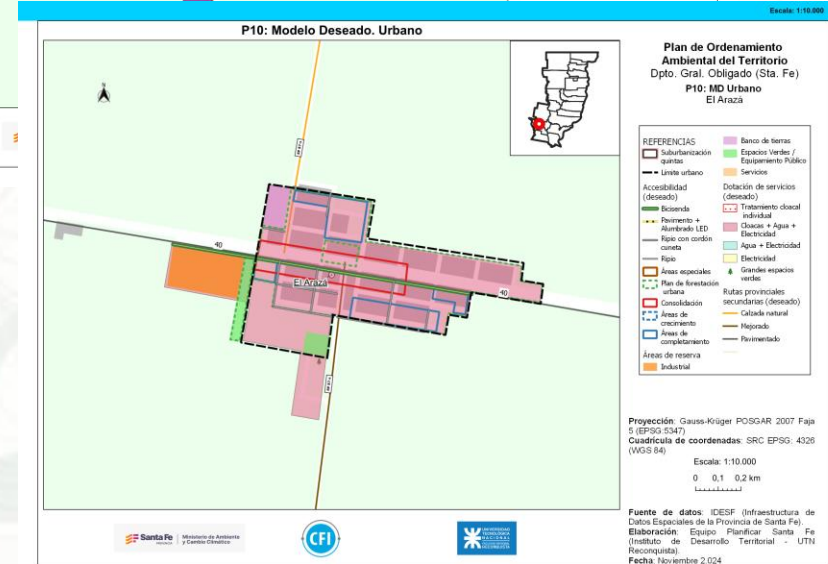 Escala: 1:10.000
P10: Modelo Deseado. Urbano
40
El Arazá
40
Plan de Ordenamiento
Ambiental del Territorio
Dpto. Gral. Obligado (Sta. Fe)
P10: MD Urbano
El Arazá
REFERENCIAS
Suburbanización
quintas
Limite urbano
Accesibilidad
(deseado)
Bicisenda
Pavimento +
Alumbrado LED
Ripio con cordón
cuneta
Ripio
Áreas especiales
Plan de forestación
urbana
Consolidación
Áreas de
crecimiento
Áreas de
completamiento
Áreas de reserva
Industrial
Banco de tierras
Espacios Verdes /
Equipamiento Público
Servicios
Dotación de servicios
(deseado)
Tratamiento cloacal
individual
Cloacas + Agua +
Electricidad
Agua + Electricidad
Electricidad
Grandes espacios
verdes
Rutas provinciales
secundarias (deseado)
Calzada natural
Mejorado
Pavimentado
Proyección: Gauss-Krüger POSGAR 2007 Faja
5 (EPSG:5347)
Cuadrícula de coordenadas: SRC EPSG: 4326
(WGS 84)
Escala: 1:10.000
0 0,1 0,2 km
Fuente de datos: IDESF (Infraestructura de
Datos Espaciales de la Provincia de Santa Fe).
Elaboración: Equipo Planificar Santa Fe
(Instituto de Desarrollo Territorial - UTN
Reconquista).
Fecha: Noviembre 2.024
Santa Fe
PROVINCIA
Ministerio de Ambiente
y Cambio Climático
CFI
UNIVERSIDAD
TECNOLÓGICA
NACIONAL